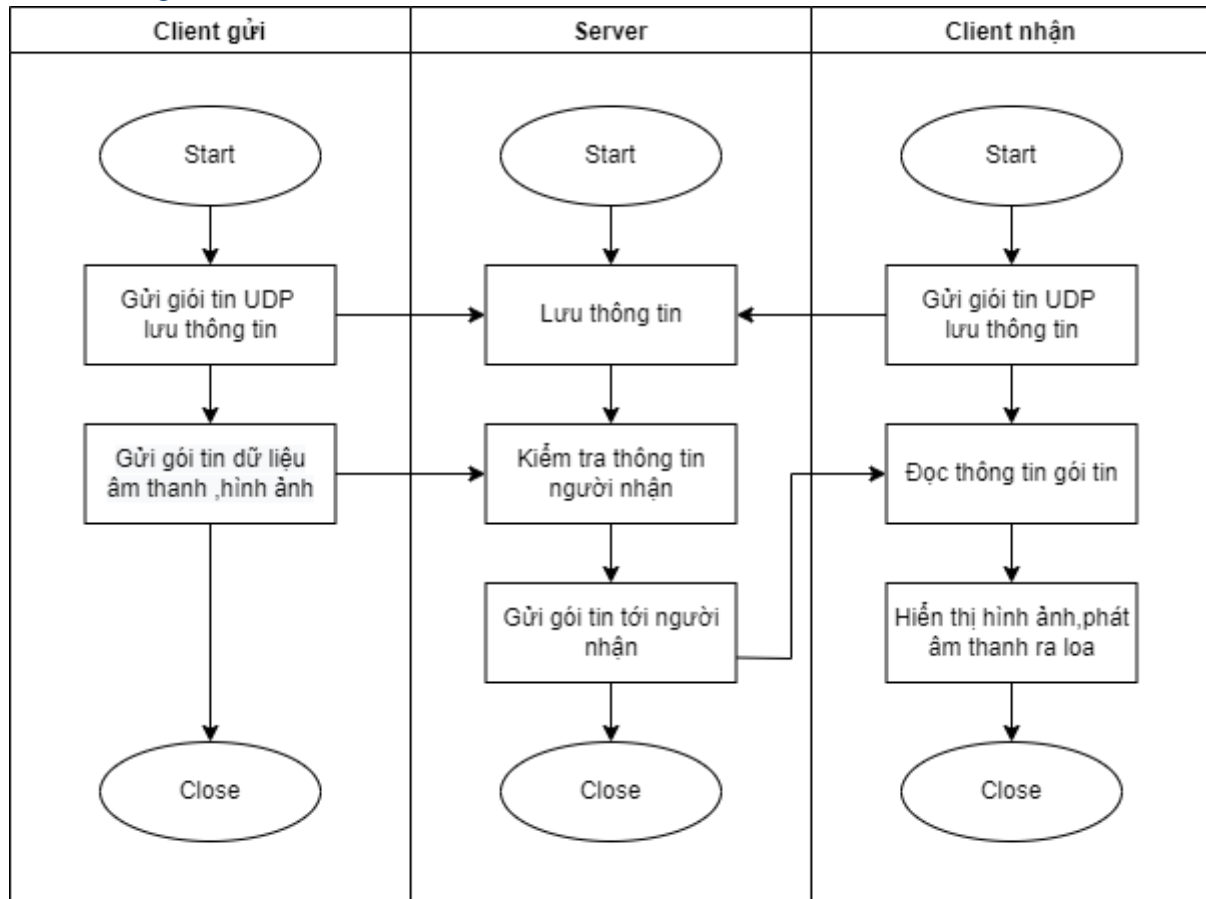 Client gửi
Server
Client nhận
Start
Start
Start
Gửi giói tin UDP
lưu thông tin
Lưu thông tin
Gửi giói tin UDP
lưu thông tin
Gửi gói tin dữ liệu
âm thanh ,hình ảnh
Kiểm tra thông tin
người nhận
Đọc thông tin gói tin
Gửi gói tin tới người
nhận
Hiển thị hình ảnh,phát
âm thanh ra loa
Close
Close
Close